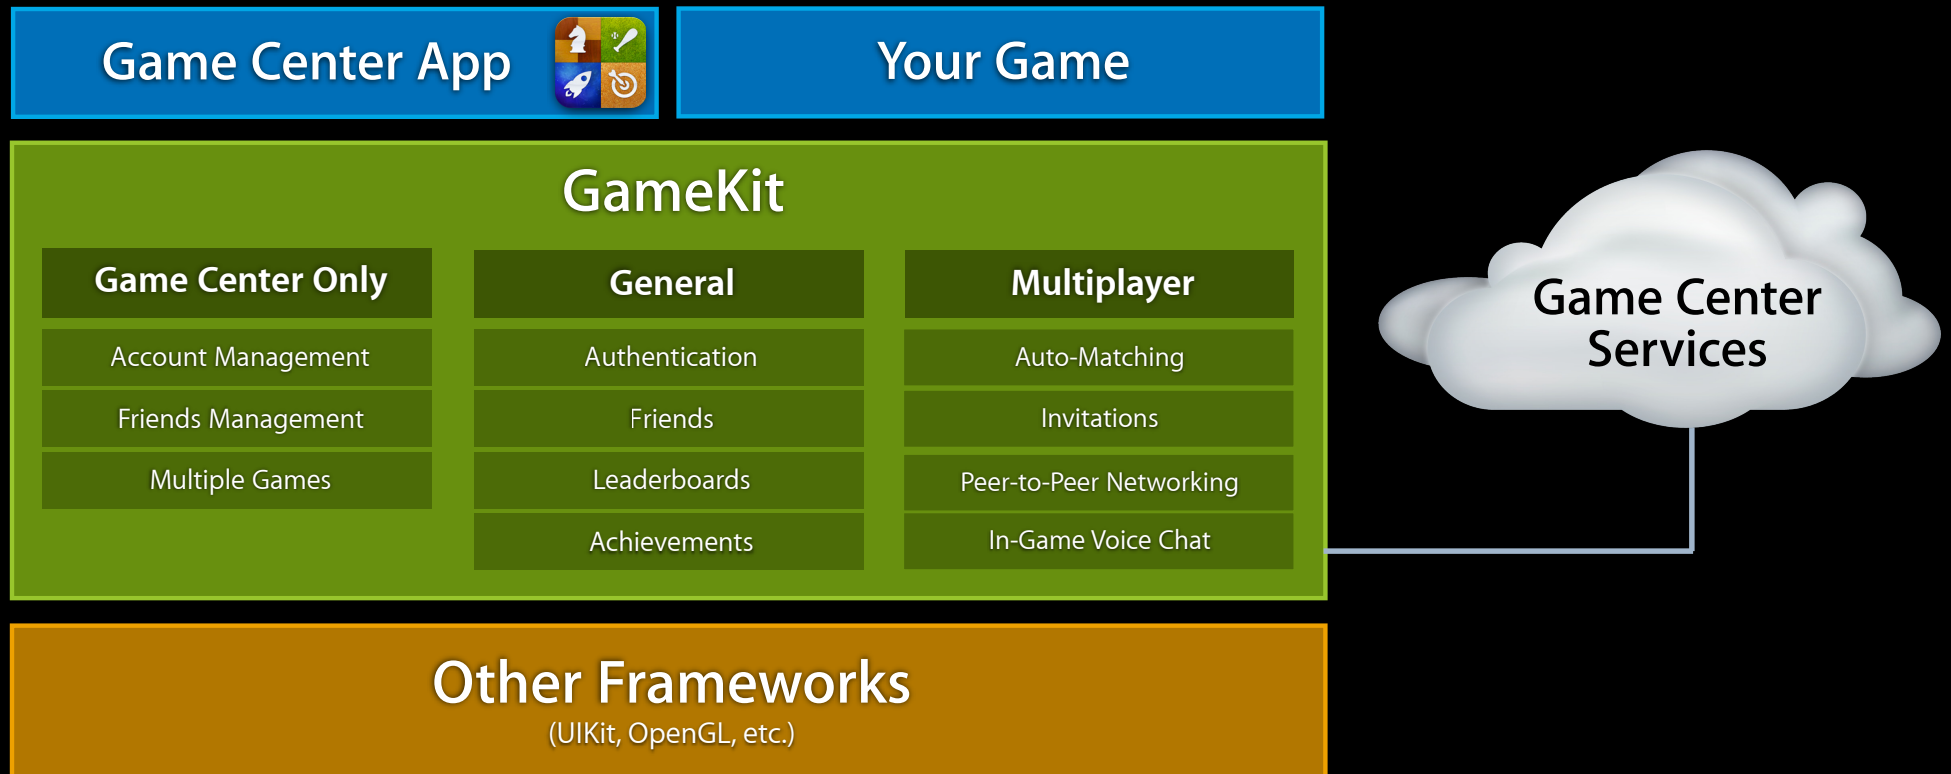 Game Center App
Your Game
GameKit
Game Center Only
Account Management
Friends Management
Multiple Games
General
Authentication
Friends
Leaderboards
Achievements
Multiplayer
Auto-Matching
Invitations
Peer-to-Peer Networking
In-Game Voice Chat
Game Center
Services
Other Frameworks
(UIKit, OpenGL, etc.)